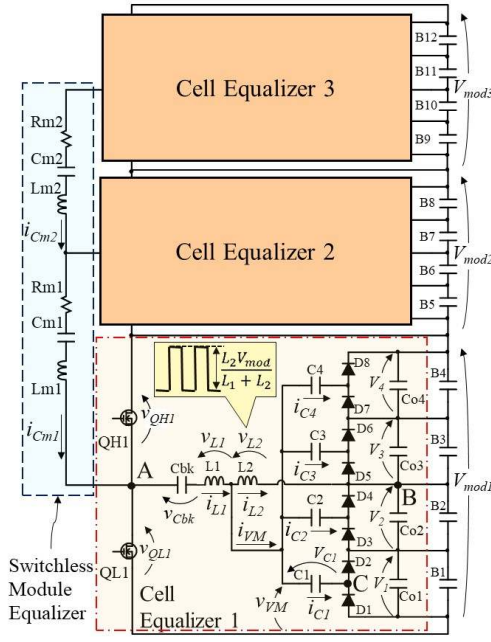 Cell Equalizer 3
B12
B11
B10
B9
Vmod3
Rm2
Cm2
Lm2
iCm2
Cell Equalizer 2
B8
B7
B6
B5
Vmod2
Rm1
Cm1
Lm1
iCm1
L2Vmod
L1 + L2
QH1
vQH1
A
Cbk
vCbk
L1
L2
vL1
vL2
iL1
iL2
iVM
vVM
C4
iC4
C3
iC3
C2
iC2
VC1
C1
iC1
C
D8
D7
D6
D5
D4
D3
D2
D1
V4
V3
V2
V1
Co4
Co3
Co2
Co1
B
B4
B3
B2
B1
Vmod1
QL1
vQL1
Switchless
Module
Equalizer
Cell
Equalizer 1